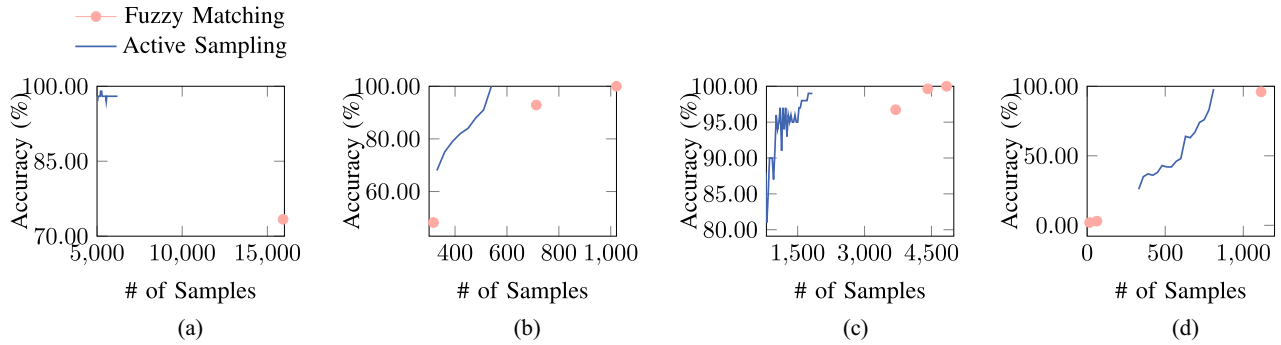 Fuzzy Matching
Active Sampling
Accuracy (%)
100.00
85.00
70.00
5,000 10,000 15,000
# of Samples
(a)
Accuracy (%)
100.00
80.00
60.00
400 600 800 1,000
# of Samples
(b)
Accuracy (%)
100.00
95.00
90.00
85.00
80.00
1,500 3,000 4,500
# of Samples
(c)
Accuracy (%)
100.00
50.00
0.00
0 500 1,000
# of Samples
(d)